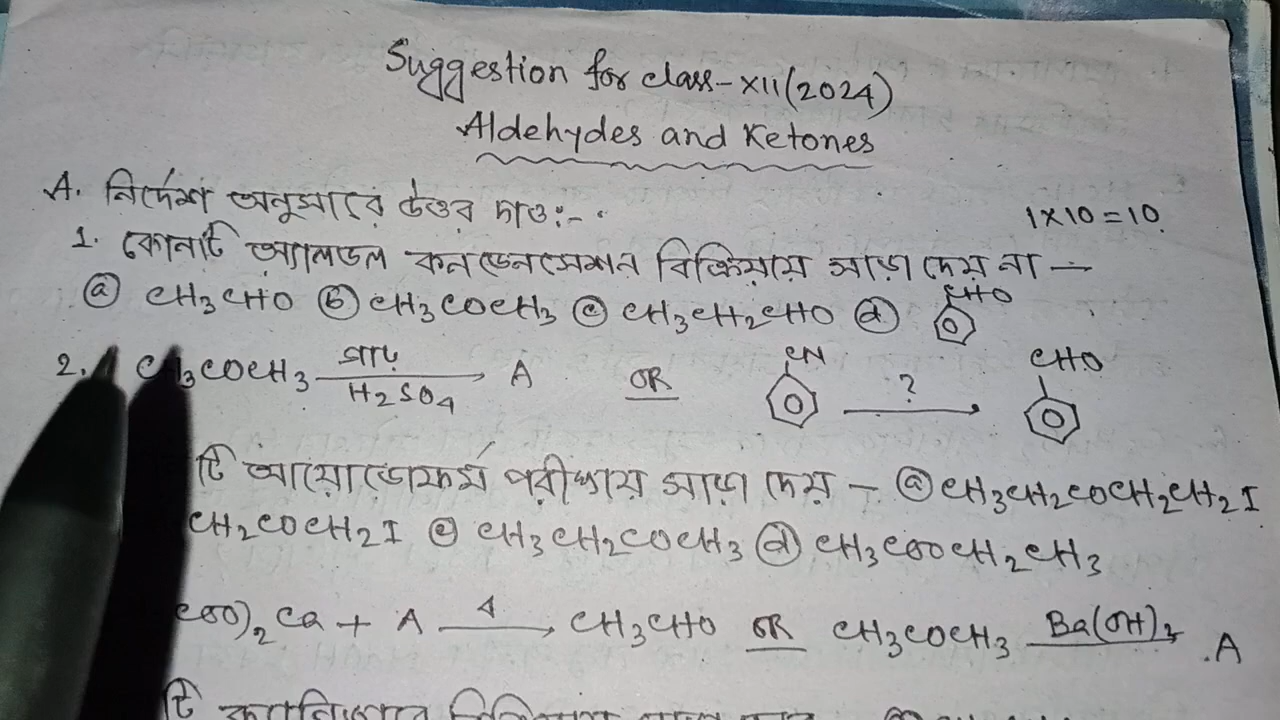 Suggestion for class-XII(2024)
Aldehydes and Ketones
A. নির্দেশ অনুসারে উত্তর দাও:-
1×10=10
1. কোনটি অ্যালডল কনডেনসেশন বিক্রিয়ায় সাড়া দেয় না —
ⓐ CH3CHO ⓑ CH3COCH3 ⓒ CH3CH2CHO ⓓ CHO
2. CH3COCH3 গাঢ় H2SO4 A OR CN ? CHO
টি আয়োডোফর্ম পরীক্ষায় সাড়া দেয় — ⓐ CH3CH2COCH2CH2I
CH2COCH2I ⓒ CH3CH2COCH3 ⓓ CH3COOCH2CH3
COO)2Ca + A Δ CH3CHO OR CH3COCH3 Ba(OH)2 A